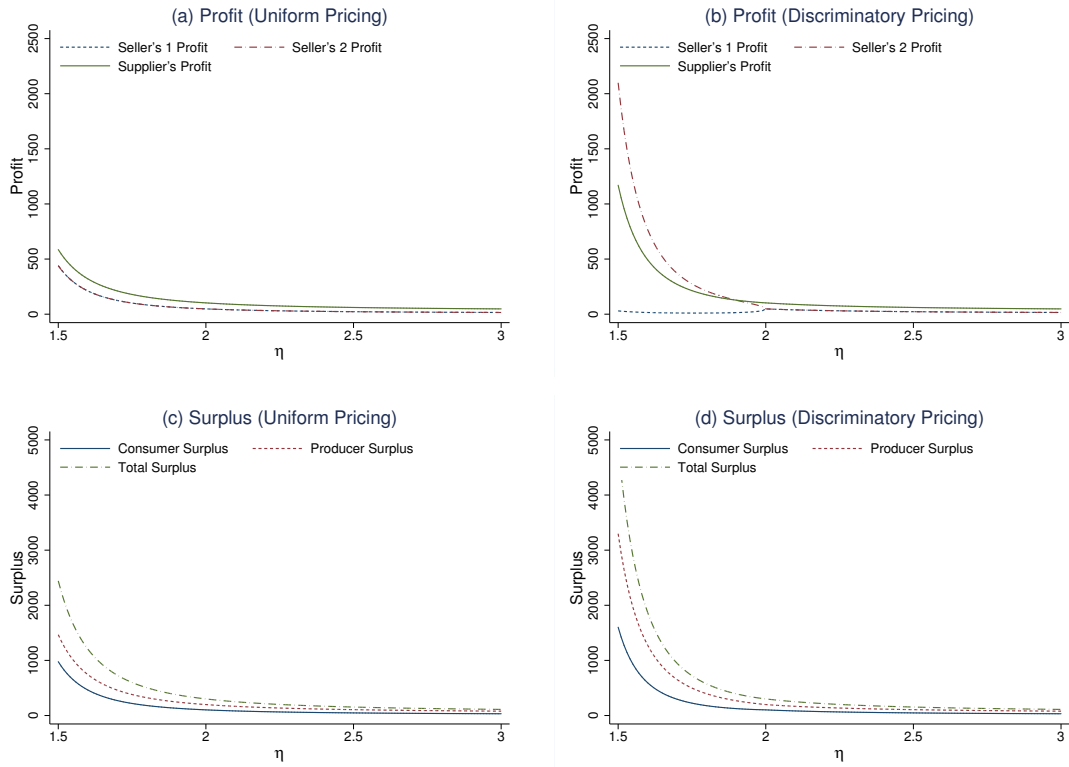 (a) Profit (Uniform Pricing)
Seller's 1 Profit
Seller's 2 Profit
Supplier's Profit
Profit
0
500
1000
1500
2000
2500
1.5
2
2.5
3
η
(b) Profit (Discriminatory Pricing)
Seller's 1 Profit
Seller's 2 Profit
Supplier's Profit
Profit
0
500
1000
1500
2000
2500
1.5
2
2.5
3
η
(c) Surplus (Uniform Pricing)
Consumer Surplus
Producer Surplus
Total Surplus
Surplus
0
1000
2000
3000
4000
5000
1.5
2
2.5
3
η
(d) Surplus (Discriminatory Pricing)
Consumer Surplus
Producer Surplus
Total Surplus
Surplus
0
1000
2000
3000
4000
5000
1.5
2
2.5
3
η